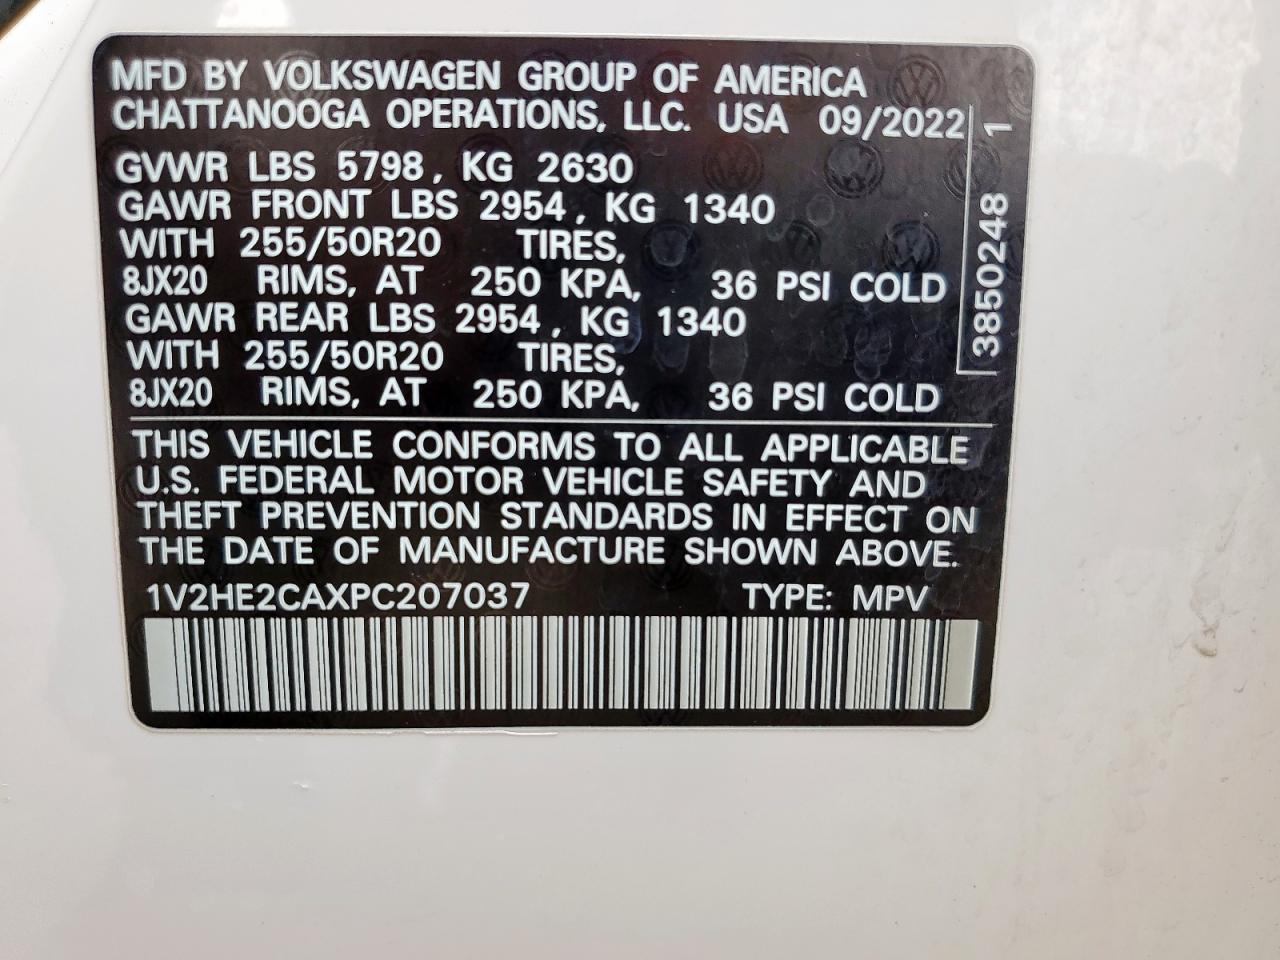 MFD BY VOLKSWAGEN GROUP OF AMERICA
CHATTANOOGA OPERATIONS, LLC. USA 09/2022
GVWR LBS 5798, KG 2630
GAWR FRONT LBS 2954, KG 1340
WITH 255/50R20 TIRES,
8JX20 RIMS, AT 250 KPA, 36 PSI COLD
GAWR REAR LBS 2954, KG 1340
WITH 255/50R20 TIRES,
8JX20 RIMS, AT 250 KPA, 36 PSI COLD
THIS VEHICLE CONFORMS TO ALL APPLICABLE
U.S. FEDERAL MOTOR VEHICLE SAFETY AND
THEFT PREVENTION STANDARDS IN EFFECT ON
THE DATE OF MANUFACTURE SHOWN ABOVE.
1V2HE2CAXPC207037 TYPE: MPV
3850248 1